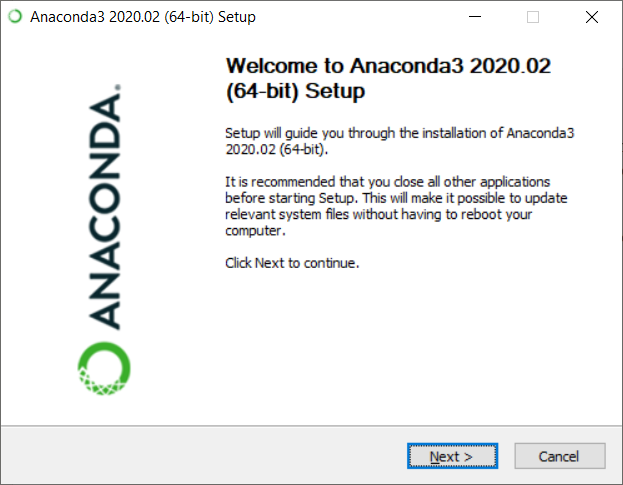 Anaconda3 2020.02 (64-bit) Setup
ANACONDA.
Welcome to Anaconda3 2020.02
(64-bit) Setup
Setup will guide you through the installation of Anaconda3
2020.02 (64-bit).
It is recommended that you close all other applications
before starting Setup. This will make it possible to update
relevant system files without having to reboot your
computer.
Click Next to continue.
Next >
Cancel